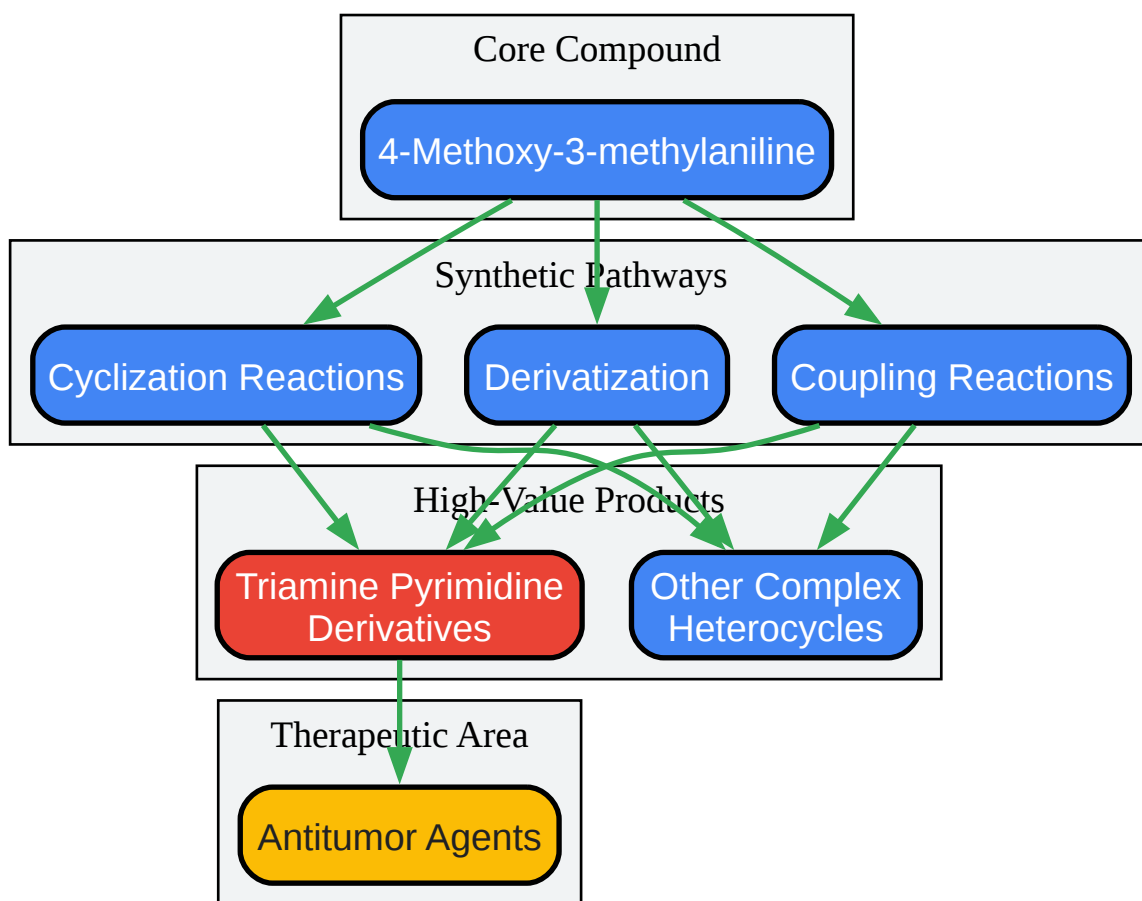 Core Compound
4-Methoxy-3-methylaniline
Synthetic Pathways
Cyclization Reactions
Derivatization
Coupling Reactions
High-Value Products
Triamine Pyrimidine
Derivatives
Other Complex
Heterocycles
Therapeutic Area
Antitumor Agents